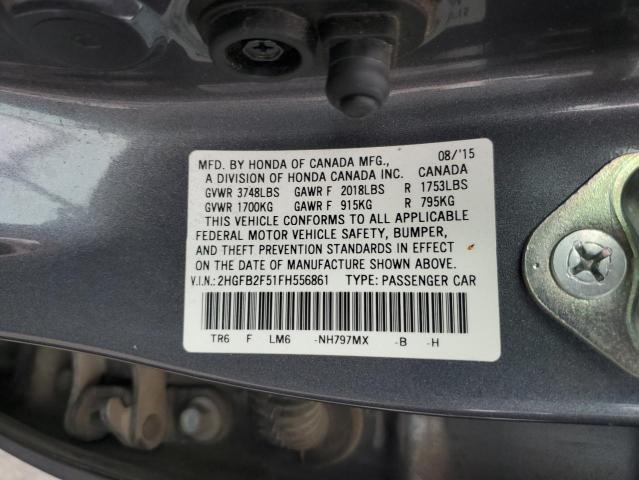 MFD. BY HONDA OF CANADA MFG., 08/'15
A DIVISION OF HONDA CANADA INC. CANADA
GVWR 3748LBS GAWR F 2018LBS R 1753LBS
GVWR 1700KG GAWR F 915KG R 795KG
THIS VEHICLE CONFORMS TO ALL APPLICABLE
FEDERAL MOTOR VEHICLE SAFETY, BUMPER,
AND THEFT PREVENTION STANDARDS IN EFFECT
ON THE DATE OF MANUFACTURE SHOWN ABOVE.
V.I.N.: 2HGFB2F51FH556861 TYPE: PASSENGER CAR
TR6 F LM6 -NH797MX -B -H